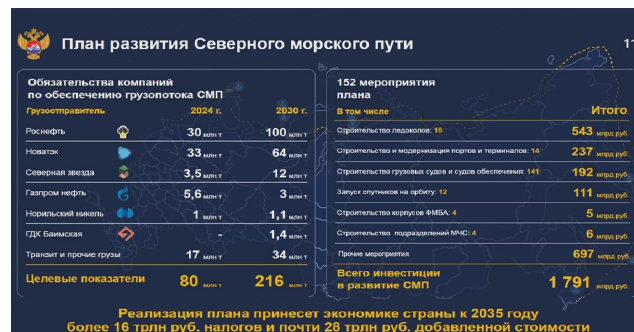 План развития Северного морского пути
11
Обязательства компаний
по обеспечению грузопотока СМП
Грузоотправитель 2024 г. 2030 г.
Роснефть 30 млн т 100 млн т
Новатэк 33 млн т 64 млн т
Северная звезда 3,5 млн т 12 млн т
Газпром нефть 5,6 млн т 3 млн т
Норильский никель 1 млн т 1,1 млн т
ГДК Баимская - 1,4 млн т
Транзит и прочие грузы 17 млн т 34 млн т
Целевые показатели 80 млн т 216 млн т
152 мероприятия
плана
В том числе Итого
Строительство ледоколов: 10 543 млрд руб.
Строительство и модернизация портов и терминалов: 14 237 млрд руб.
Строительство грузовых судов и судов обеспечения: 141 192 млрд руб.
Запуск спутников на орбиту: 12 111 млрд руб.
Строительство корпусов ФМБА: 4 5 млрд руб.
Строительство подразделений МЧС: 4 6 млрд руб.
Прочие мероприятия 697 млрд руб.
Всего инвестиции
в развитие СМП 1 791 млрд руб.
Реализация плана принесет экономике страны к 2035 году
более 16 трлн руб. налогов и почти 28 трлн руб. добавленной стоимости